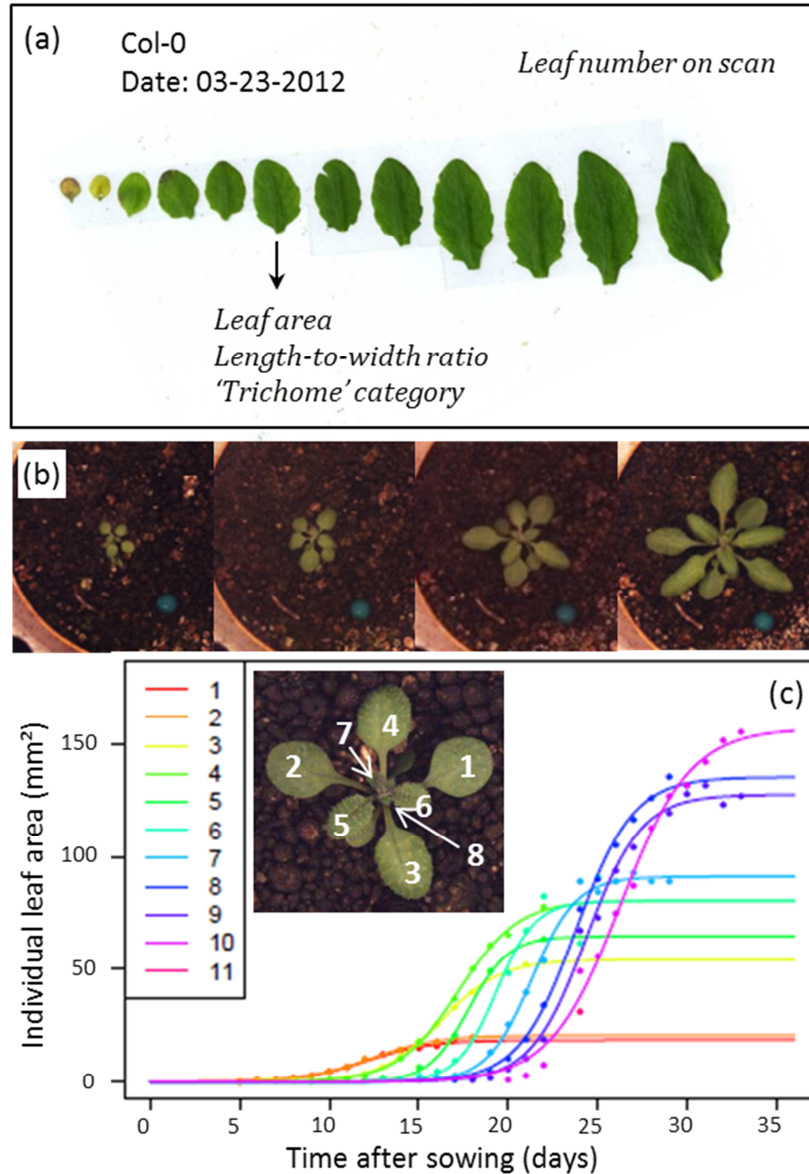 (a)
Col-0
Date: 03-23-2012
Leaf number on scan
Leaf area
Length-to-width ratio
‘Trichome’ category
(b)
(c)
1
2
3
4
5
6
7
8
9
10
11
4
7
2
1
6
5
8
3
Individual leaf area (mm²)
150
100
50
0
0 5 10 15 20 25 30 35
Time after sowing (days)